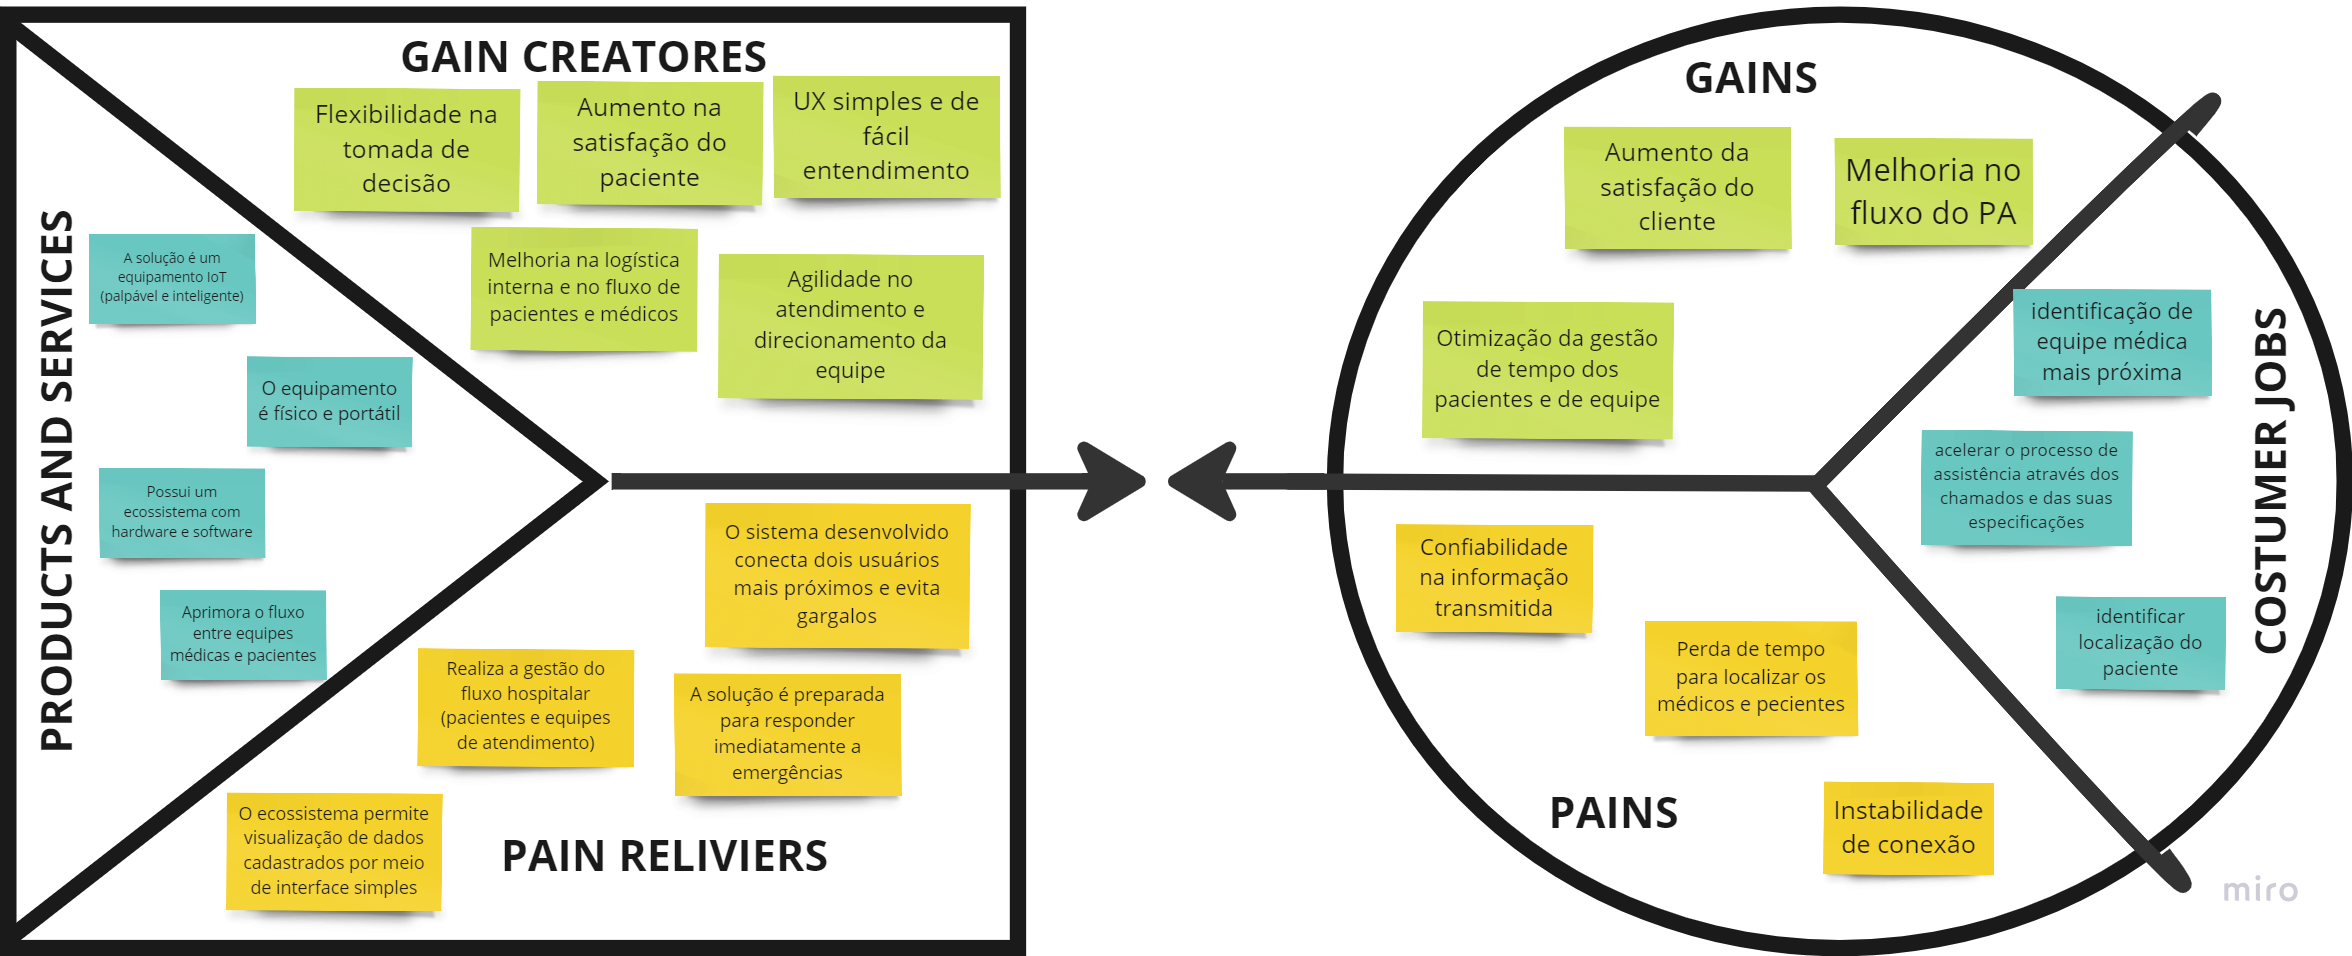 GAIN CREATORES
Flexibilidade na
tomada de
decisão
Aumento na
satisfação do
paciente
UX simples e de
fácil
entendimento
Melhoria na logística
interna e no fluxo de
pacientes e médicos
Agilidade no
atendimento e
direcionamento da
equipe
PRODUCTS AND SERVICES
A solução é um
equipamento IoT
(palpável e inteligente)
O equipamento
é físico e portátil
Possui um
ecossistema com
hardware e software
Aprimora o fluxo
entre equipes
médicas e pacientes
O sistema desenvolvido
conecta dois usuários
mais próximos e evita
gargalos
Realiza a gestão do
fluxo hospitalar
(pacientes e equipes
de atendimento)
A solução é preparada
para responder
imediatamente a
emergências
O ecossistema permite
visualização de dados
cadastrados por meio
de interface simples
PAIN RELIVIERS
GAINS
Aumento da
satisfação do
cliente
Melhoria no
fluxo do PA
Otimização da gestão
de tempo dos
pacientes e de equipe
COSTUMER JOBS
identificação de
equipe médica
mais próxima
acelerar o processo de
assistência através dos
chamados e das suas
especificações
identificar
localização do
paciente
Confiabilidade
na informação
transmitida
Perda de tempo
para localizar os
médicos e pecientes
Instabilidade
de conexão
PAINS
miro